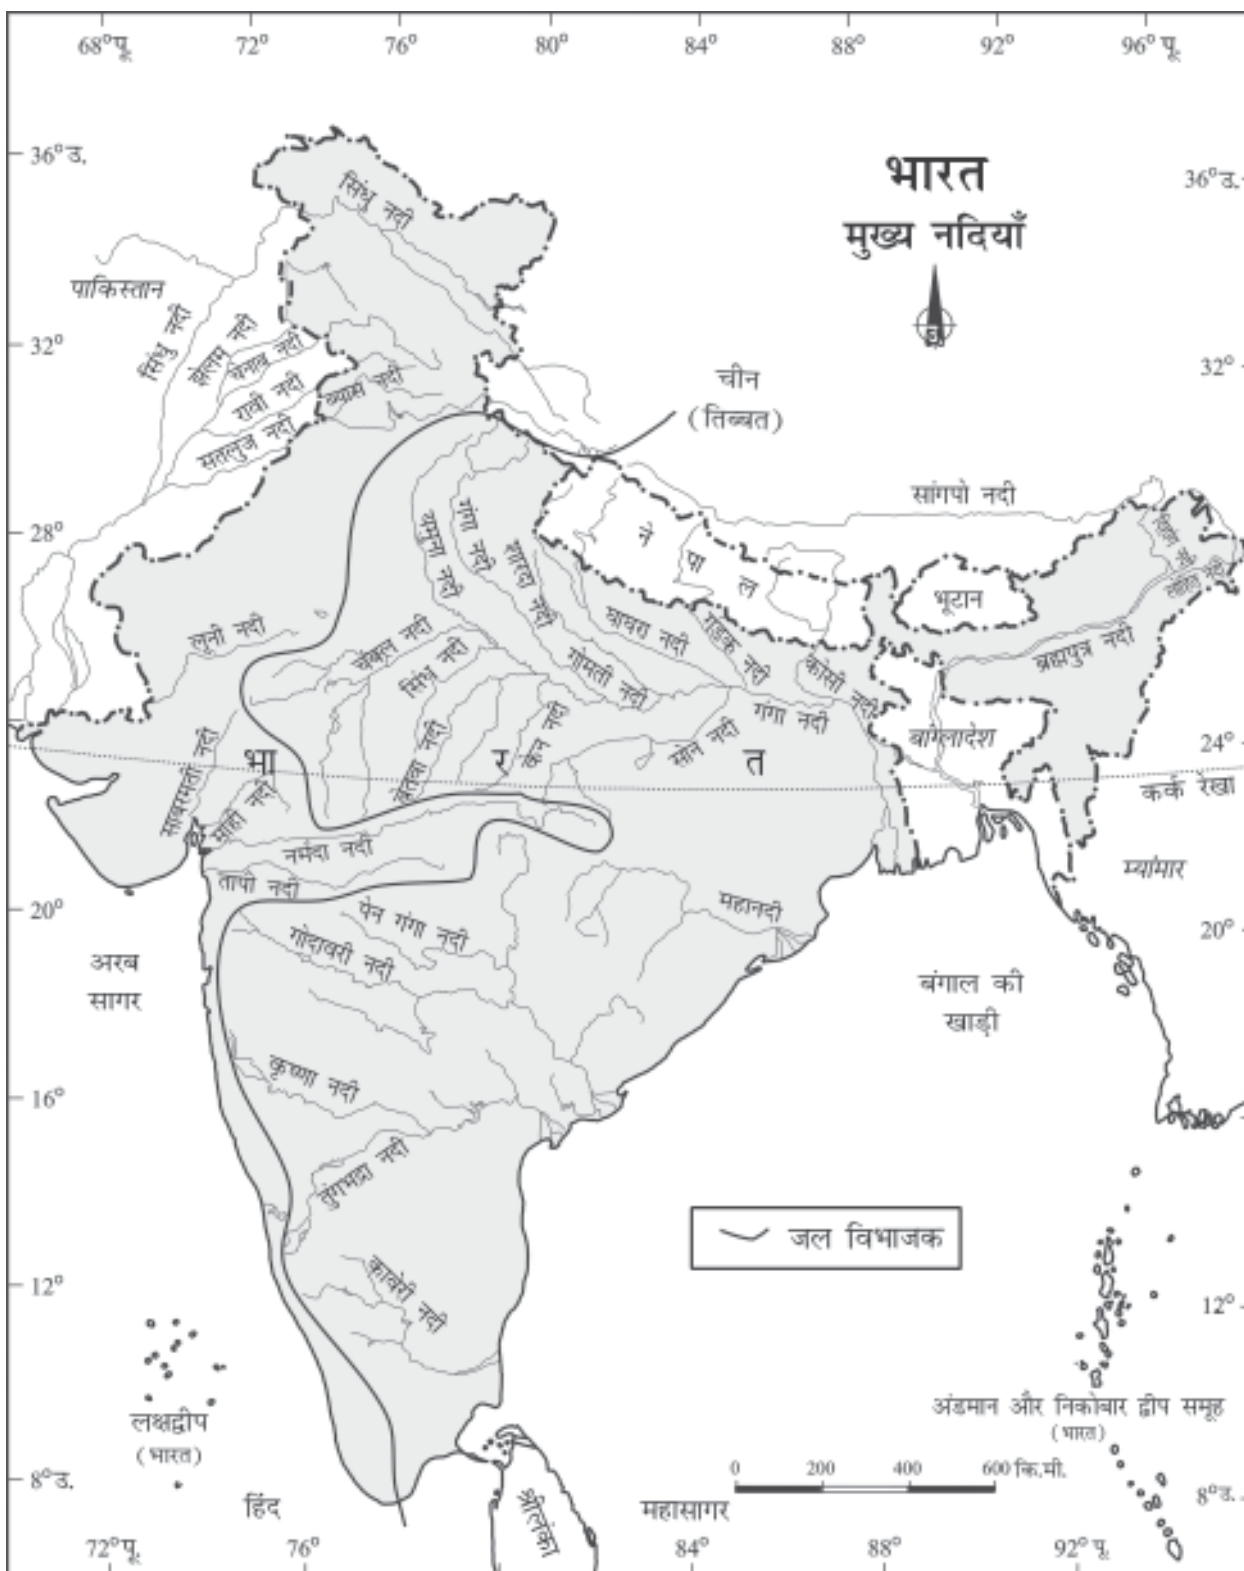 68°पू.
72°
76°
80°
84°
88°
92°
96°पू.
36°उ.
भारत
मुख्य नदियाँ
36°उ.
उ
सिंधु नदी
पाकिस्तान
सिंधु नदी
झेलम नदी
चेनाब नदी
रावी नदी
व्यास नदी
सतलुज नदी
32°
32°
चीन
(तिब्बत)
सांगपो नदी
28°
यमुना नदी
गंगा नदी
शारदा नदी
ने
पा
ल
भूटान
दिहांग नदी
लोहित नदी
ब्रह्मपुत्र नदी
लूनी नदी
चंबल नदी
सिंध नदी
घाघरा नदी
गंडक नदी
गोमती नदी
कोसी नदी
गंगा नदी
बांग्लादेश
साबरमती नदी
भा
बेतवा नदी
र
केन नदी
सोन नदी
त
24°
कर्क रेखा
माही नदी
नर्मदा नदी
तापी नदी
म्यांमार
20°
पेन गंगा नदी
महानदी
20°
गोदावरी नदी
अरब
सागर
बंगाल की
खाड़ी
16°
कृष्णा नदी
तुंगभद्रा नदी
जल विभाजक
12°
कावेरी नदी
12°
लक्षद्वीप
(भारत)
अंडमान और निकोबार द्वीप समूह
(भारत)
8°उ.
0 200 400 600 कि.मी.
8°उ.
हिंद
श्रीलंका
महासागर
72°पू.
76°
84°
88°
92°पू.